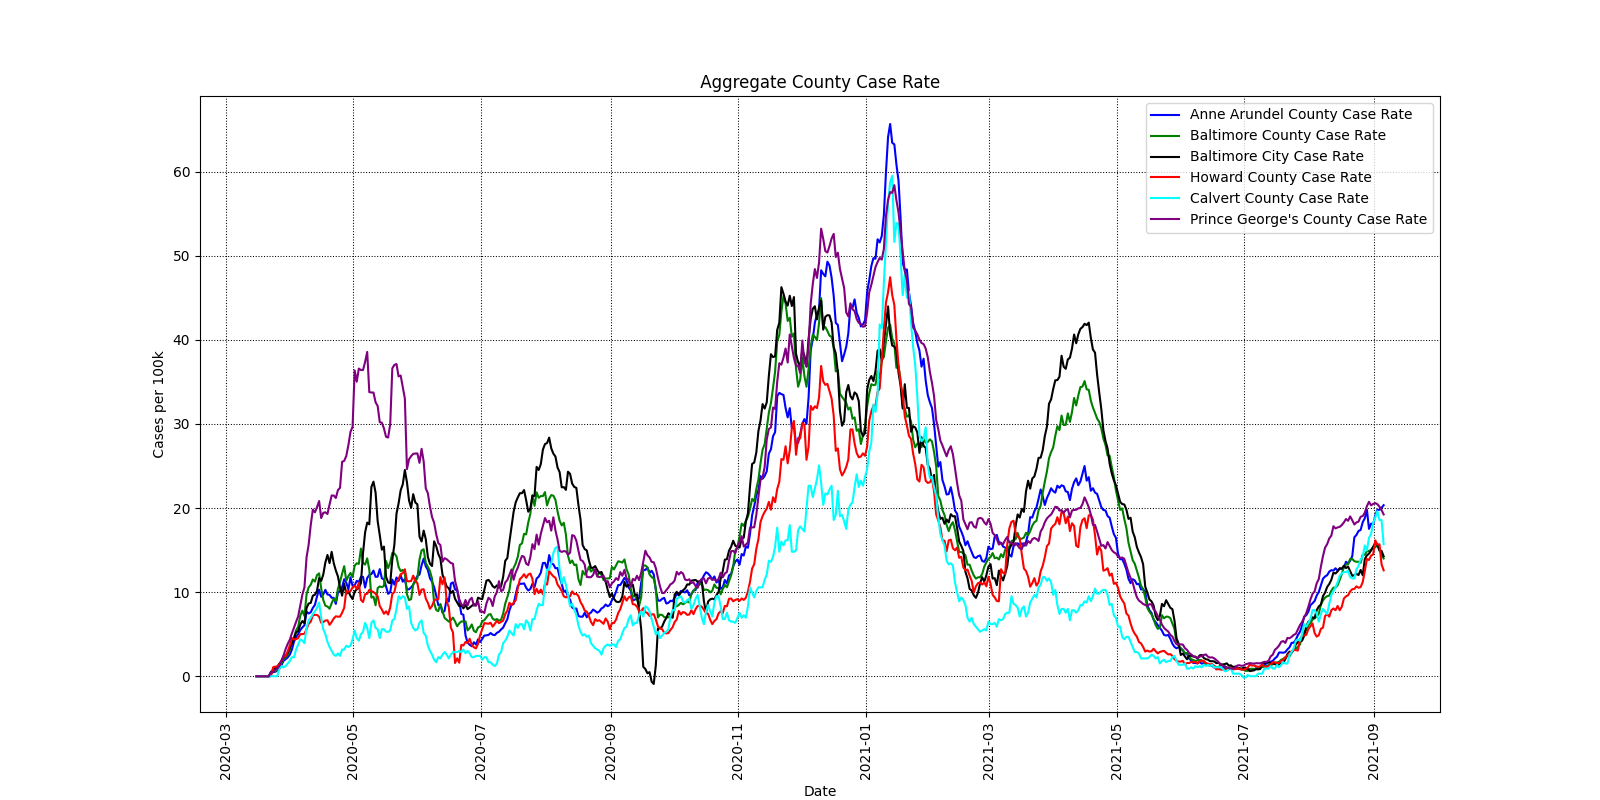 Aggregate County Case Rate
Anne Arundel County Case Rate
Baltimore County Case Rate
Baltimore City Case Rate
Howard County Case Rate
Calvert County Case Rate
Prince George's County Case Rate
Cases per 100k
60
50
40
30
20
10
0
2020-03
2020-05
2020-07
2020-09
2020-11
2021-01
2021-03
2021-05
2021-07
2021-09
Date